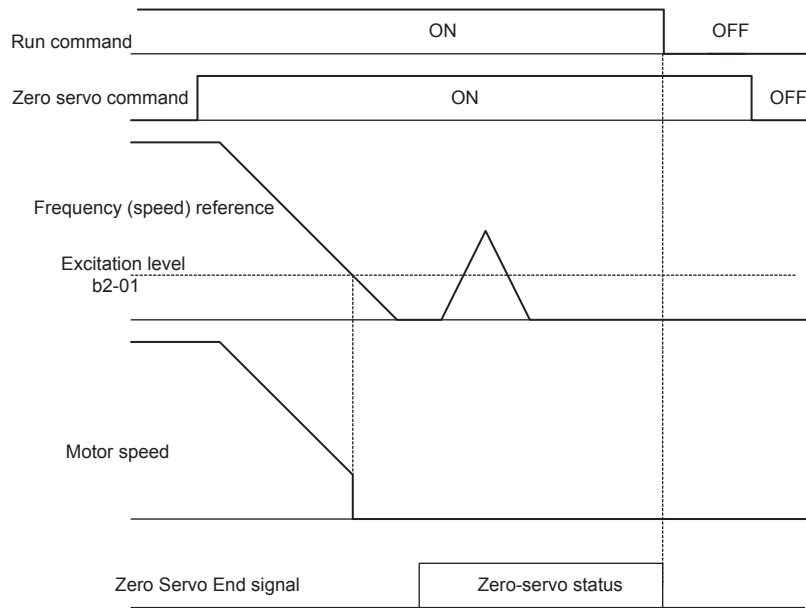 ON
OFF
Run command
Zero servo command
ON
OFF
Frequency (speed) reference
Excitation level
b2-01
Motor speed
Zero Servo End signal
Zero-servo status